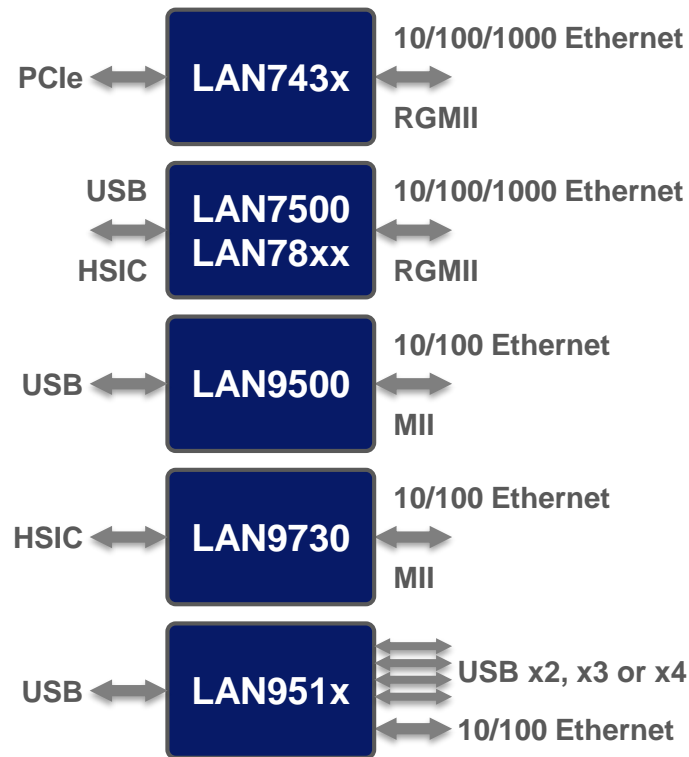 10/100/1000 Ethernet
PCIe
LAN743x
RGMII
USB
HSIC
LAN7500
LAN78xx
10/100/1000 Ethernet
RGMII
10/100 Ethernet
USB
LAN9500
MII
10/100 Ethernet
HSIC
LAN9730
MII
USB
LAN951x
USB x2, x3 or x4
10/100 Ethernet